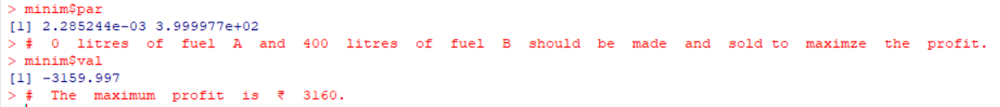 > minim$par
[1] 2.285244e-03 3.999977e+02
> # 0 litres of fuel A and 400 litres of fuel B should be made and sold to maximze the profit.
> minim$val
[1] -3159.997
> # The maximum profit is ₹ 3160.